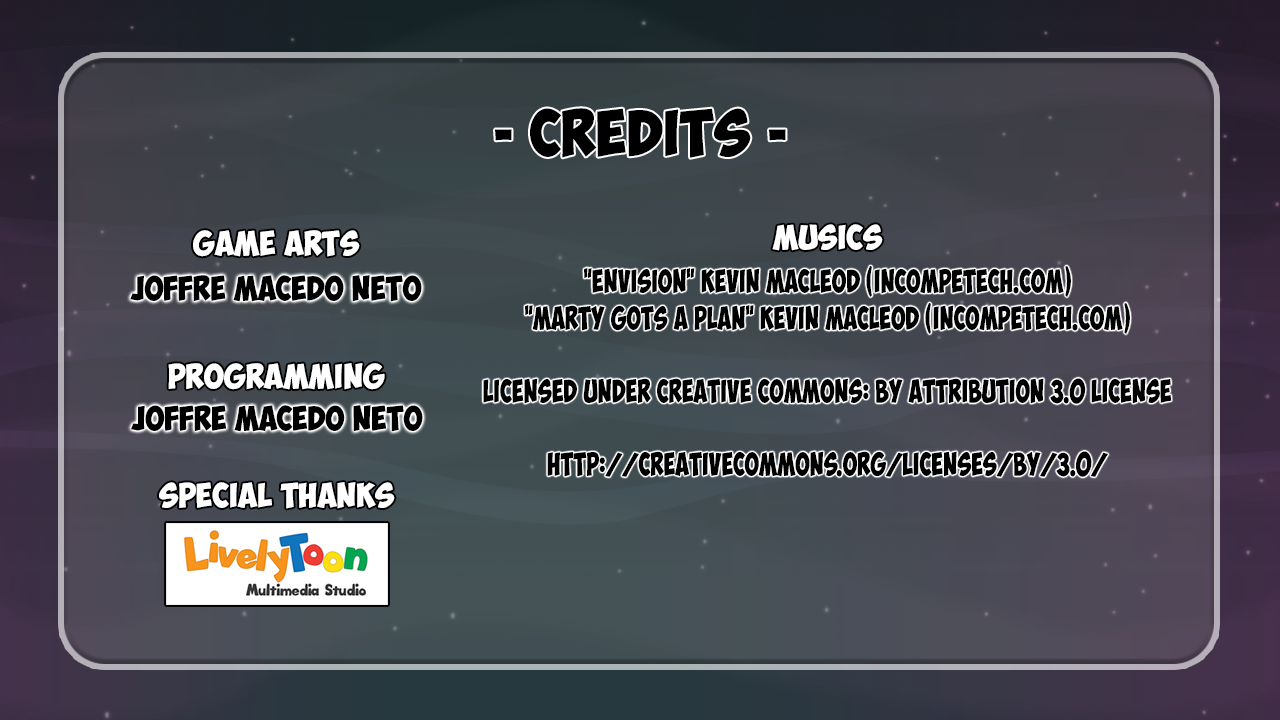 - CREDITS -
GAME ARTS
JOFFRE MACEDO NETO
PROGRAMMING
JOFFRE MACEDO NETO
SPECIAL THANKS
LivelyToon
Multimedia Studio
MUSICS
"ENVISION" KEVIN MACLEOD (INCOMPETECH.COM)
"MARTY GOTS A PLAN" KEVIN MACLEOD (INCOMPETECH.COM)
LICENSED UNDER CREATIVE COMMONS: BY ATTRIBUTION 3.0 LICENSE
HTTP://CREATIVECOMMONS.ORG/LICENSES/BY/3.0/